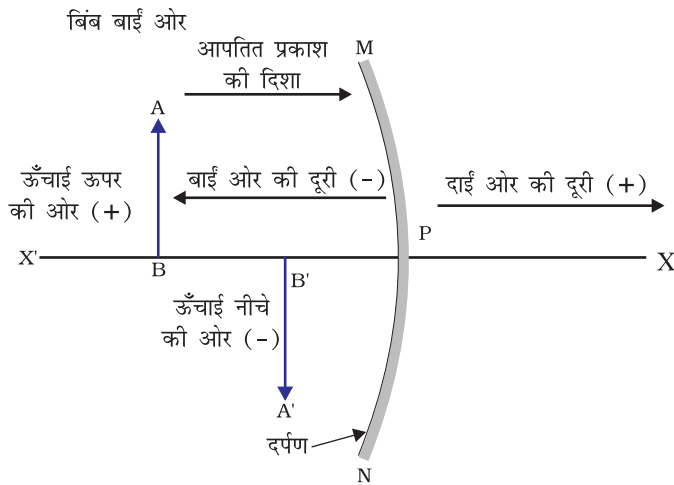 बिंब बाईं ओर
आपतित प्रकाश
की दिशा
M
A
ऊँचाई ऊपर
की ओर (+)
बाईं ओर की दूरी (-)
दाईं ओर की दूरी (+)
P
X'
B
B'
X
ऊँचाई नीचे
की ओर (-)
A'
दर्पण
N